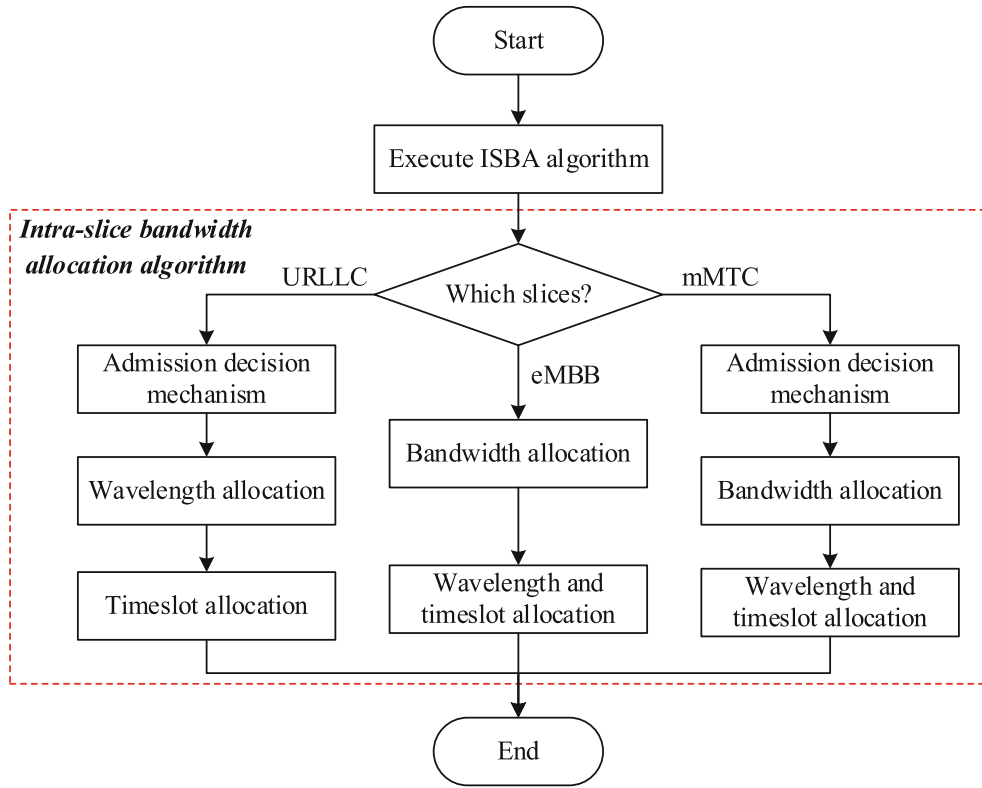 Start
Execute ISBA algorithm
Intra-slice bandwidth
allocation algorithm
URLLC
Which slices?
mMTC
eMBB
Admission decision
mechanism
Wavelength allocation
Timeslot allocation
Bandwidth allocation
Wavelength and
timeslot allocation
Admission decision
mechanism
Bandwidth allocation
Wavelength and
timeslot allocation
End